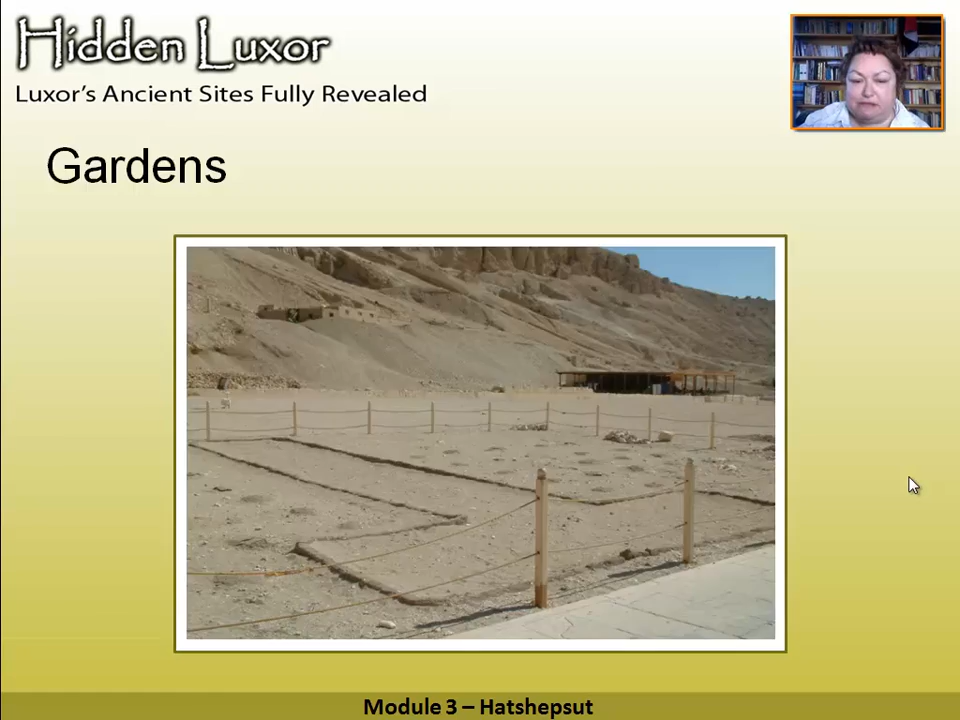 Hidden Luxor
Luxor's Ancient Sites Fully Revealed
Gardens
Module 3 – Hatshepsut